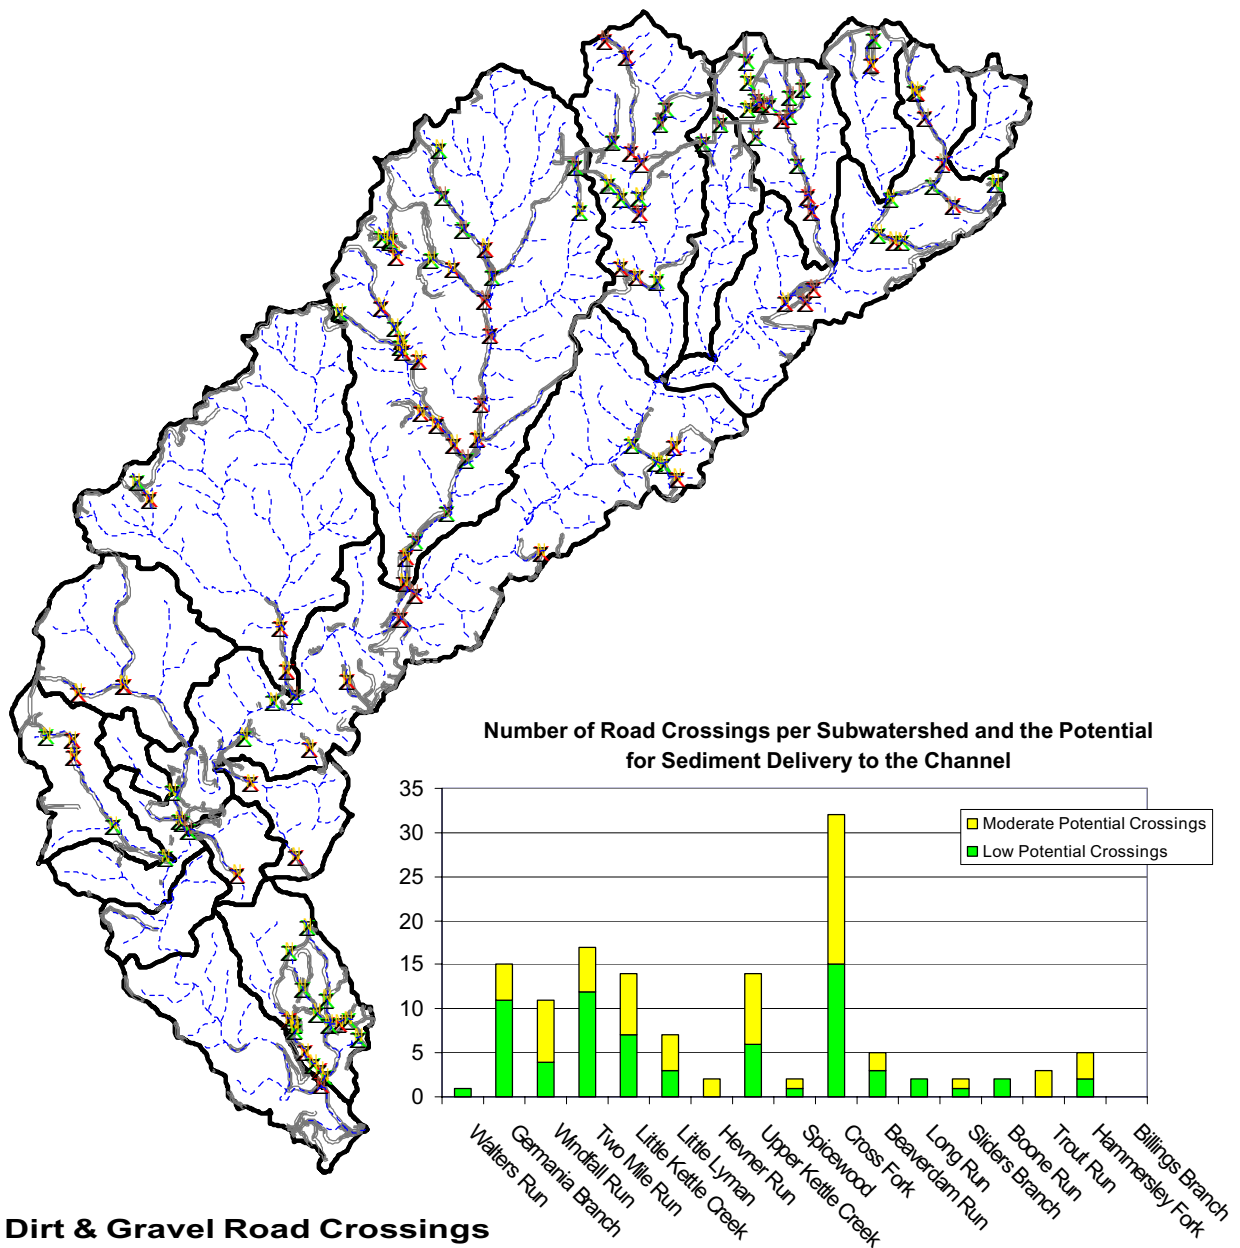 Number of Road Crossings per Subwatershed and the Potential
for Sediment Delivery to the Channel
35
30
25
20
15
10
5
0
Moderate Potential Crossings
Low Potential Crossings
Walters Run
Germania Branch
Windfall Run
Two Mile Run
Little Kettle Creek
Little Lyman
Hevner Run
Upper Kettle Creek
Spicewood
Cross Fork
Beaverdam Run
Long Run
Sliders Branch
Boone Run
Trout Run
Hammersley Fork
Billings Branch
Dirt & Gravel Road Crossings